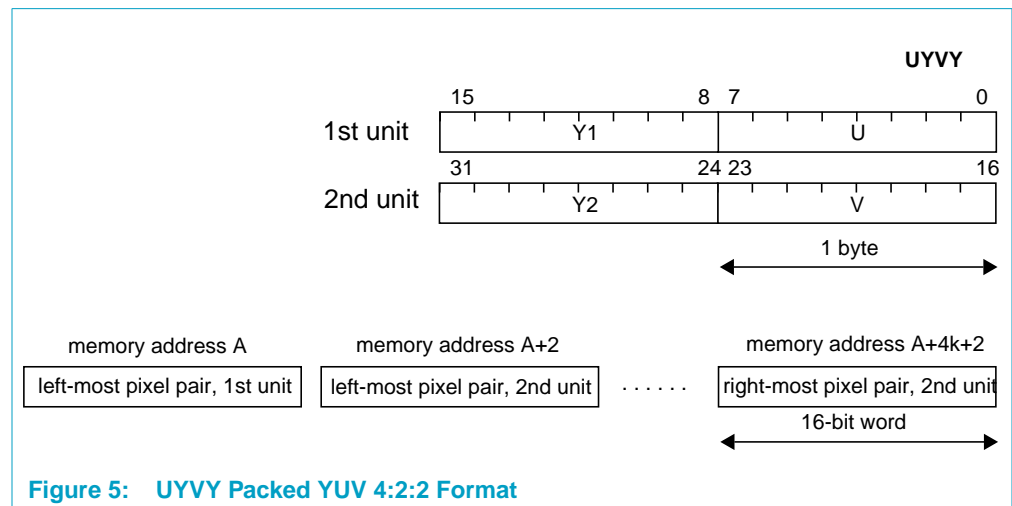 UYVY
15 8 7 0
1st unit Y1 U
31 24 23 16
2nd unit Y2 V
1 byte
memory address A memory address A+2 memory address A+4k+2
left-most pixel pair, 1st unit left-most pixel pair, 2nd unit . . . . . . right-most pixel pair, 2nd unit
16-bit word
Figure 5: UYVY Packed YUV 4:2:2 Format